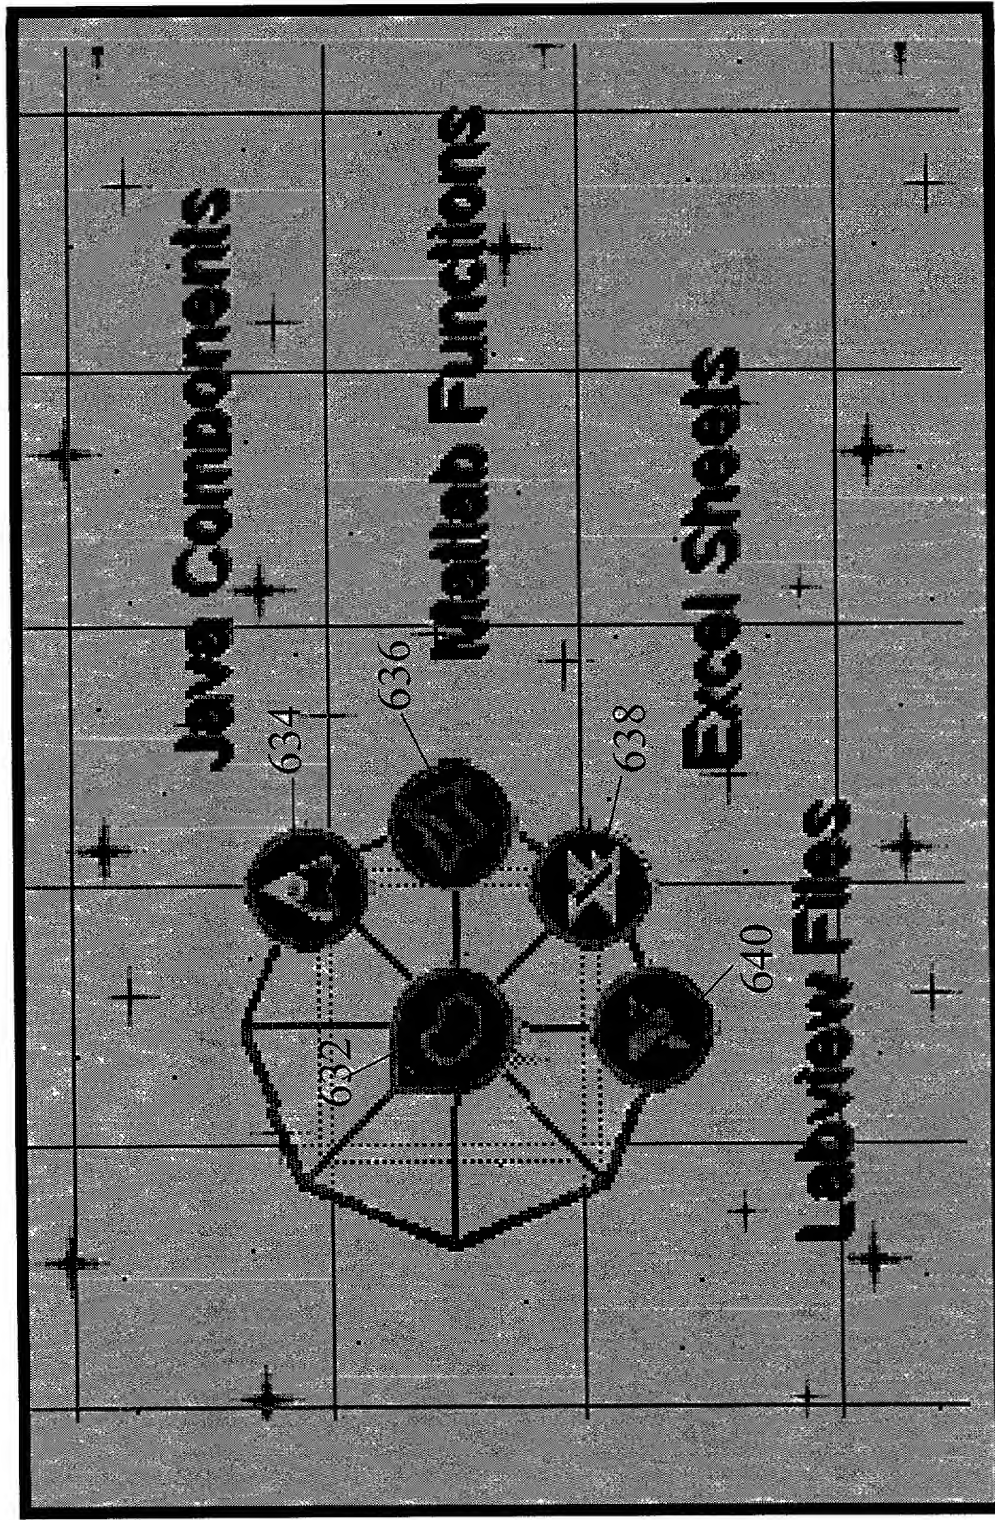 Java Components
634
636
Matlab Functions
632
638
Excel Sheets
640
Labview Files